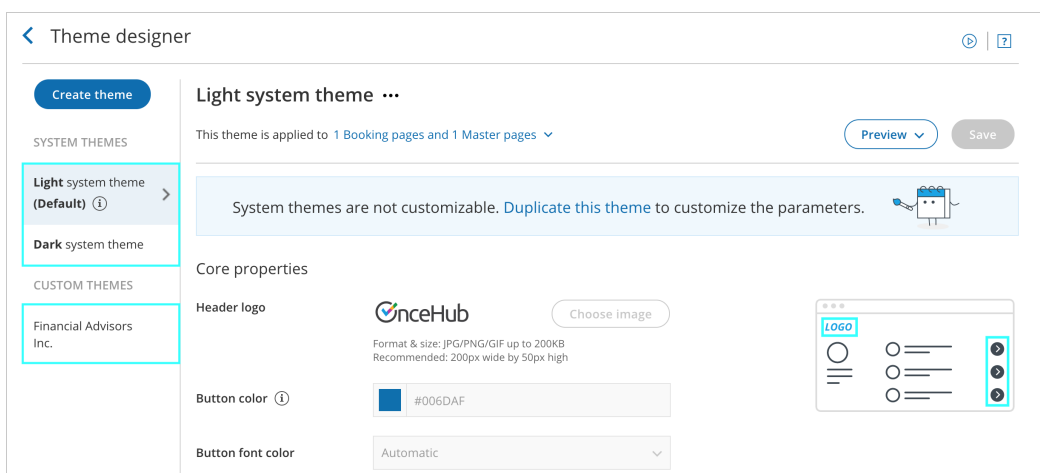 Theme designer
?
Create theme
SYSTEM THEMES
Light system theme
(Default) i
Dark system theme
CUSTOM THEMES
Financial Advisors
Inc.
Light system theme •••
This theme is applied to 1 Booking pages and 1 Master pages
Preview
Save
System themes are not customizable. Duplicate this theme to customize the parameters.
Core properties
Header logo
OnceHub
Choose image
Format & size: JPG/PNG/GIF up to 200KB
Recommended: 200px wide by 50px high
LOGO
Button color i
#006DAF
Button font color
Automatic